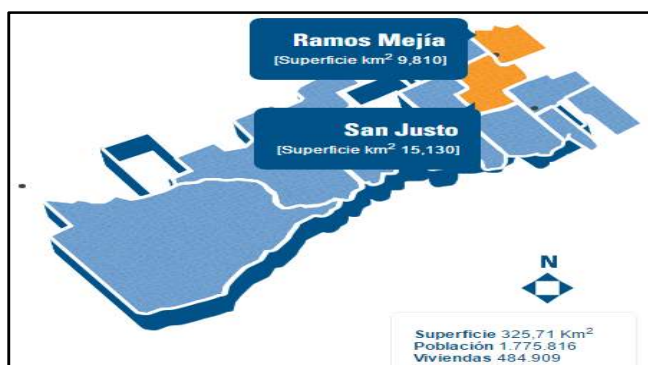 Ramos Mejía
[Superficie km² 9,810]
San Justo
[Superficie km² 15,130]
N
Superficie 325,71 Km²
Población 1.775.816
Viviendas 484.909